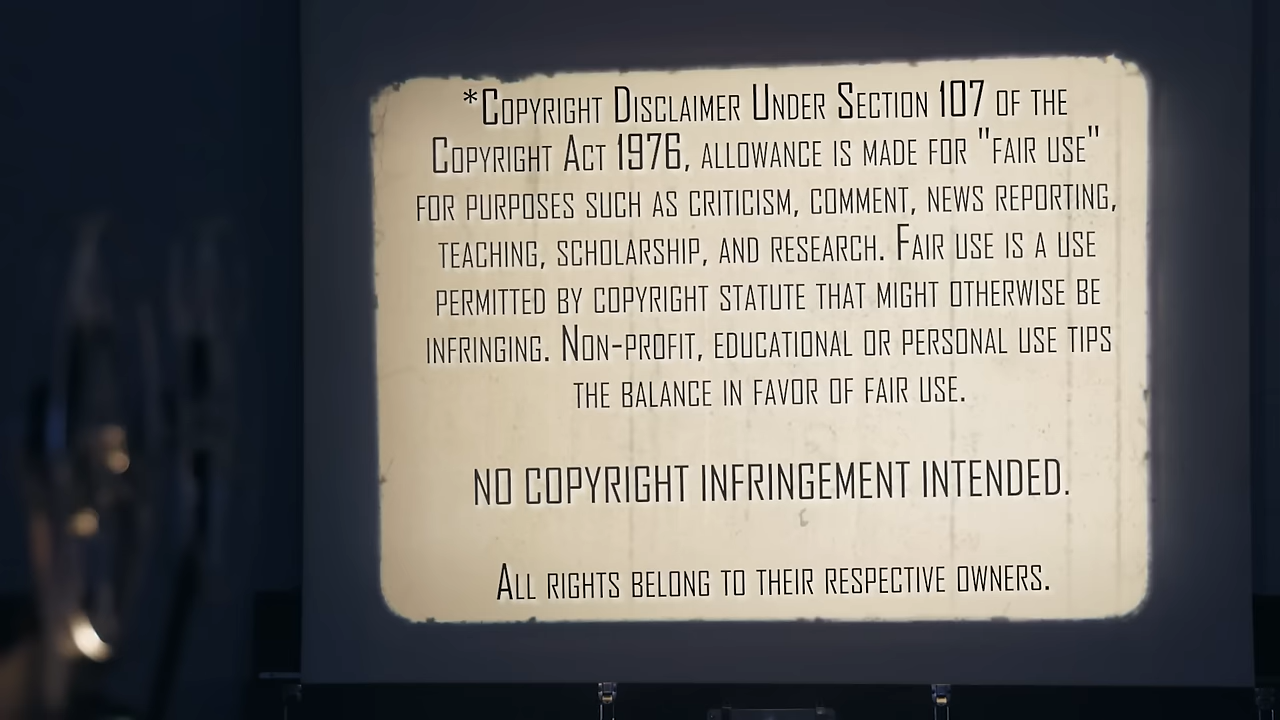 *Copyright Disclaimer Under Section 107 of the
Copyright Act 1976, allowance is made for "fair use"
for purposes such as criticism, comment, news reporting,
teaching, scholarship, and research. Fair use is a use
permitted by copyright statute that might otherwise be
infringing. Non-profit, educational or personal use tips
the balance in favor of fair use.
NO COPYRIGHT INFRINGEMENT INTENDED.
All rights belong to their respective owners.